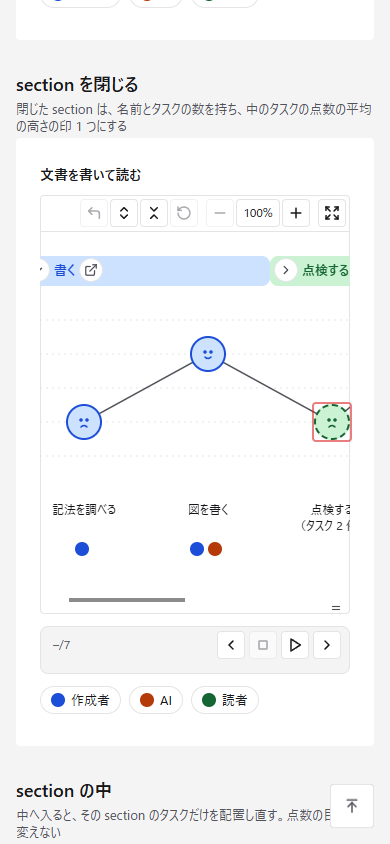 section を閉じる
閉じた section は、名前とタスクの数を持ち、中のタスクの点数の平均
の高さの印 1 つにする
文書を書いて読む
100%
書く
点検する
記法を調べる
図を書く
点検する
(タスク 2
–/7
作成者
AI
読者
section の中
中へ入ると、その section のタスクだけを配置し直す。点数の
変えない